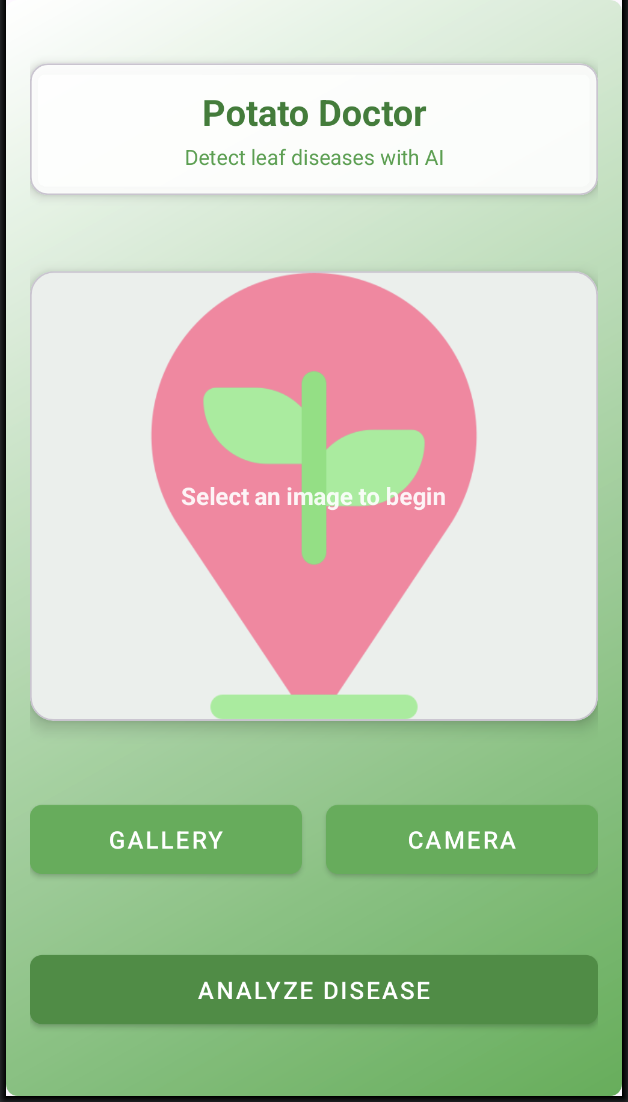 Potato Doctor
Detect leaf diseases with AI
Select an image to begin
GALLERY
CAMERA
ANALYZE DISEASE